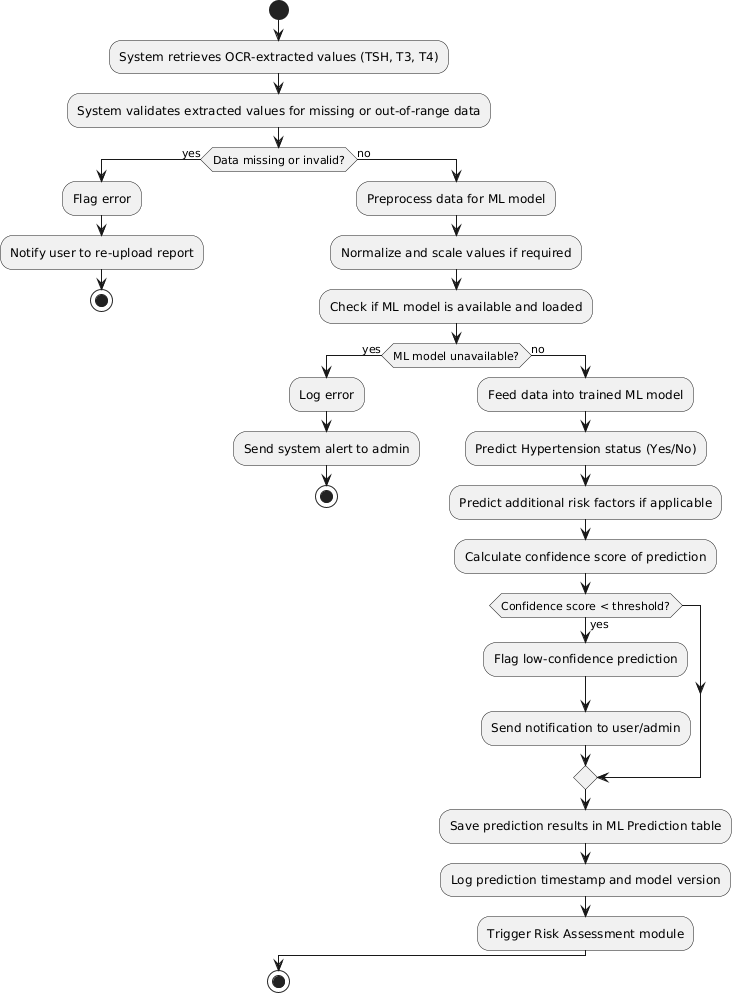 System retrieves OCR-extracted values (TSH, T3, T4)
System validates extracted values for missing or out-of-range data
yes
Data missing or invalid?
no
Flag error
Notify user to re-upload report
Preprocess data for ML model
Normalize and scale values if required
Check if ML model is available and loaded
yes
ML model unavailable?
no
Log error
Send system alert to admin
Feed data into trained ML model
Predict Hypertension status (Yes/No)
Predict additional risk factors if applicable
Calculate confidence score of prediction
Confidence score < threshold?
yes
Flag low-confidence prediction
Send notification to user/admin
Save prediction results in ML Prediction table
Log prediction timestamp and model version
Trigger Risk Assessment module